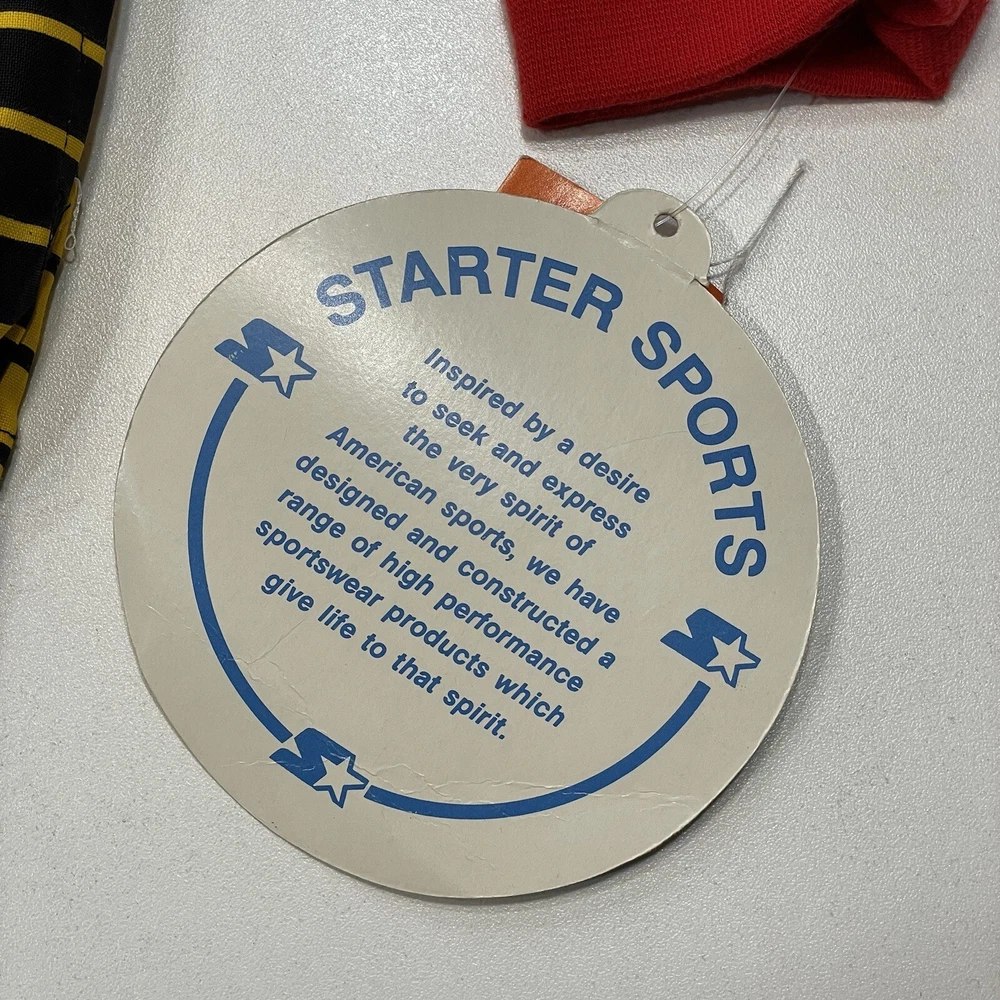 STARTER SPORTS
Inspired by a desire
to seek and express
the very spirit of
American sports, we have
designed and constructed a
range of high performance
sportswear products which
give life to that spirit.